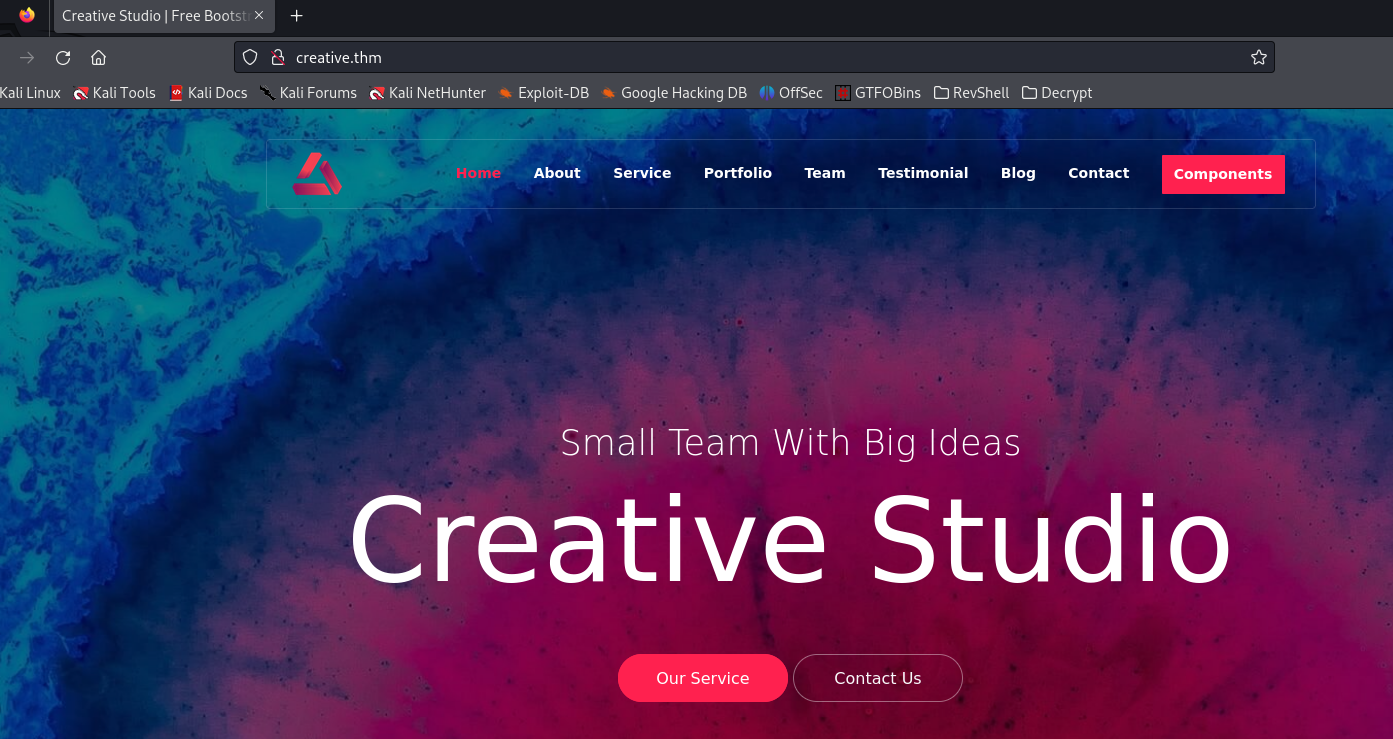 Creative Studio | Free Bootst
creative.thm
Kali Linux Kali Tools Kali Docs Kali Forums Kali NetHunter Exploit-DB Google Hacking DB OffSec GTFOBins RevShell Decrypt
Home About Service Portfolio Team Testimonial Blog Contact Components
Small Team With Big Ideas
Creative Studio
Our Service Contact Us